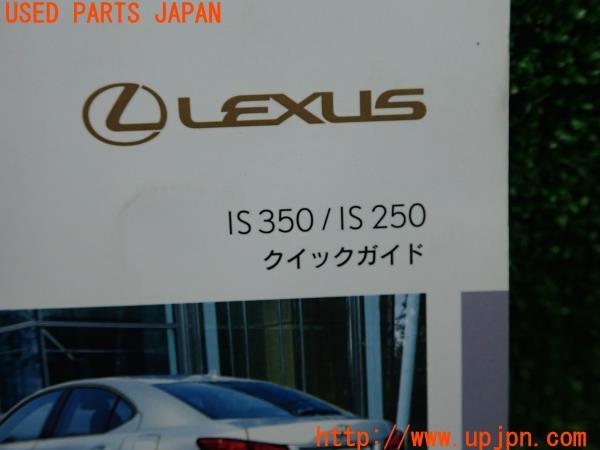 USED PARTS JAPAN
LEXUS
IS 350 / IS 250
クイックガイド
UPJ
http://www.upjpn.com